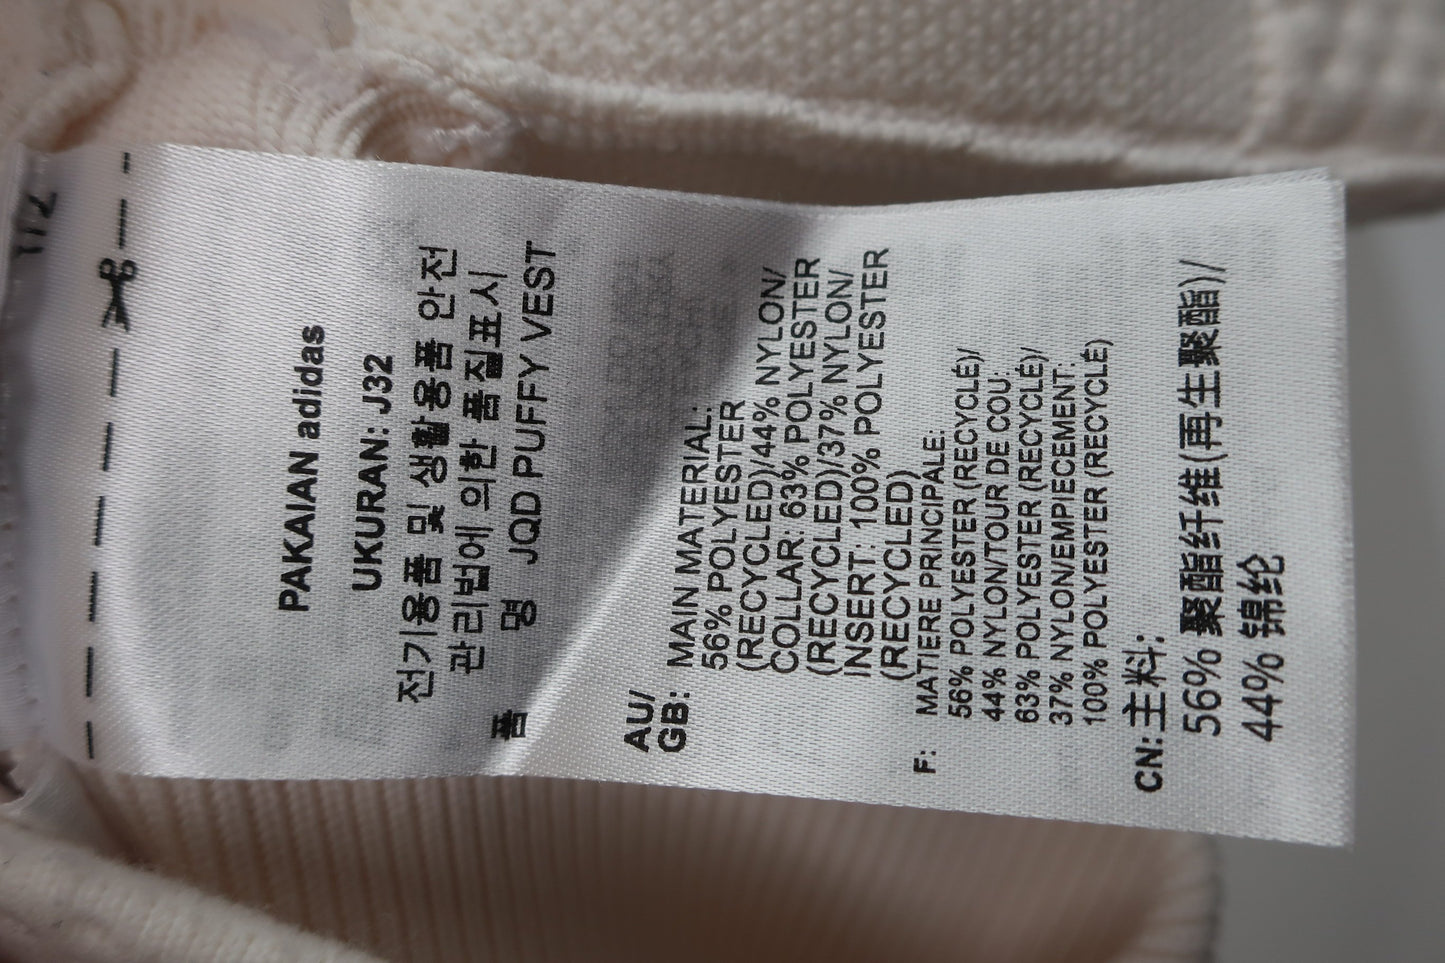 PAKAIAN adidas
UKURAN: J32
전기용품 및 생활용품 안전
관리법에 의한 품질표시
품 명 JQD PUFFY VEST
AU/
GB:
MAIN MATERIAL:
56% POLYESTER
(RECYCLED)/44% NYLON/
COLLAR: 63% POLYESTER
(RECYCLED)/37% NYLON/
INSERT: 100% POLYESTER
(RECYCLED)
F: MATIERE PRINCIPALE:
56% POLYESTER (RECYCLÉ)/
44% NYLON/TOUR DE COU:
63% POLYESTER (RECYCLÉ)/
37% NYLON/EMPIECEMENT:
100% POLYESTER (RECYCLÉ)
CN:主料:
56% 聚酯纤维(再生聚酯)/
44% 锦纶